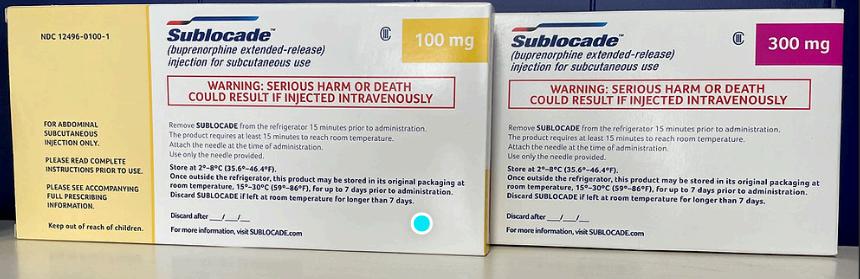 NDC 12496-0100-1
FOR ABDOMINAL
SUBCUTANEOUS
INJECTION ONLY.
PLEASE READ COMPLETE
INSTRUCTIONS PRIOR TO USE.
PLEASE SEE ACCOMPANYING
FULL PRESCRIBING
INFORMATION.
Keep out of reach of children.
Sublocade™
(buprenorphine extended-release)
injection for subcutaneous use
CIII
100 mg
WARNING: SERIOUS HARM OR DEATH
COULD RESULT IF INJECTED INTRAVENOUSLY
Remove SUBLOCADE from the refrigerator 15 minutes prior to administration.
The product requires at least 15 minutes to reach room temperature.
Attach the needle at the time of administration.
Use only the needle provided.
Store at 2°–8°C (35.6°–46.4°F).
Once outside the refrigerator, this product may be stored in its original packaging at
room temperature, 15°–30°C (59°–86°F), for up to 7 days prior to administration.
Discard SUBLOCADE if left at room temperature for longer than 7 days.
Discard after ___/___/___
For more information, visit SUBLOCADE.com
Sublocade™
(buprenorphine extended-release)
injection for subcutaneous use
CIII
300 mg
WARNING: SERIOUS HARM OR DEATH
COULD RESULT IF INJECTED INTRAVENOUSLY
Remove SUBLOCADE from the refrigerator 15 minutes prior to administration.
The product requires at least 15 minutes to reach room temperature.
Attach the needle at the time of administration.
Use only the needle provided.
Store at 2°–8°C (35.6°–46.4°F).
Once outside the refrigerator, this product may be stored in its original packaging at
room temperature, 15°–30°C (59°–86°F), for up to 7 days prior to administration.
Discard SUBLOCADE if left at room temperature for longer than 7 days.
Discard after ___/___/___
For more information, visit SUBLOCADE.com